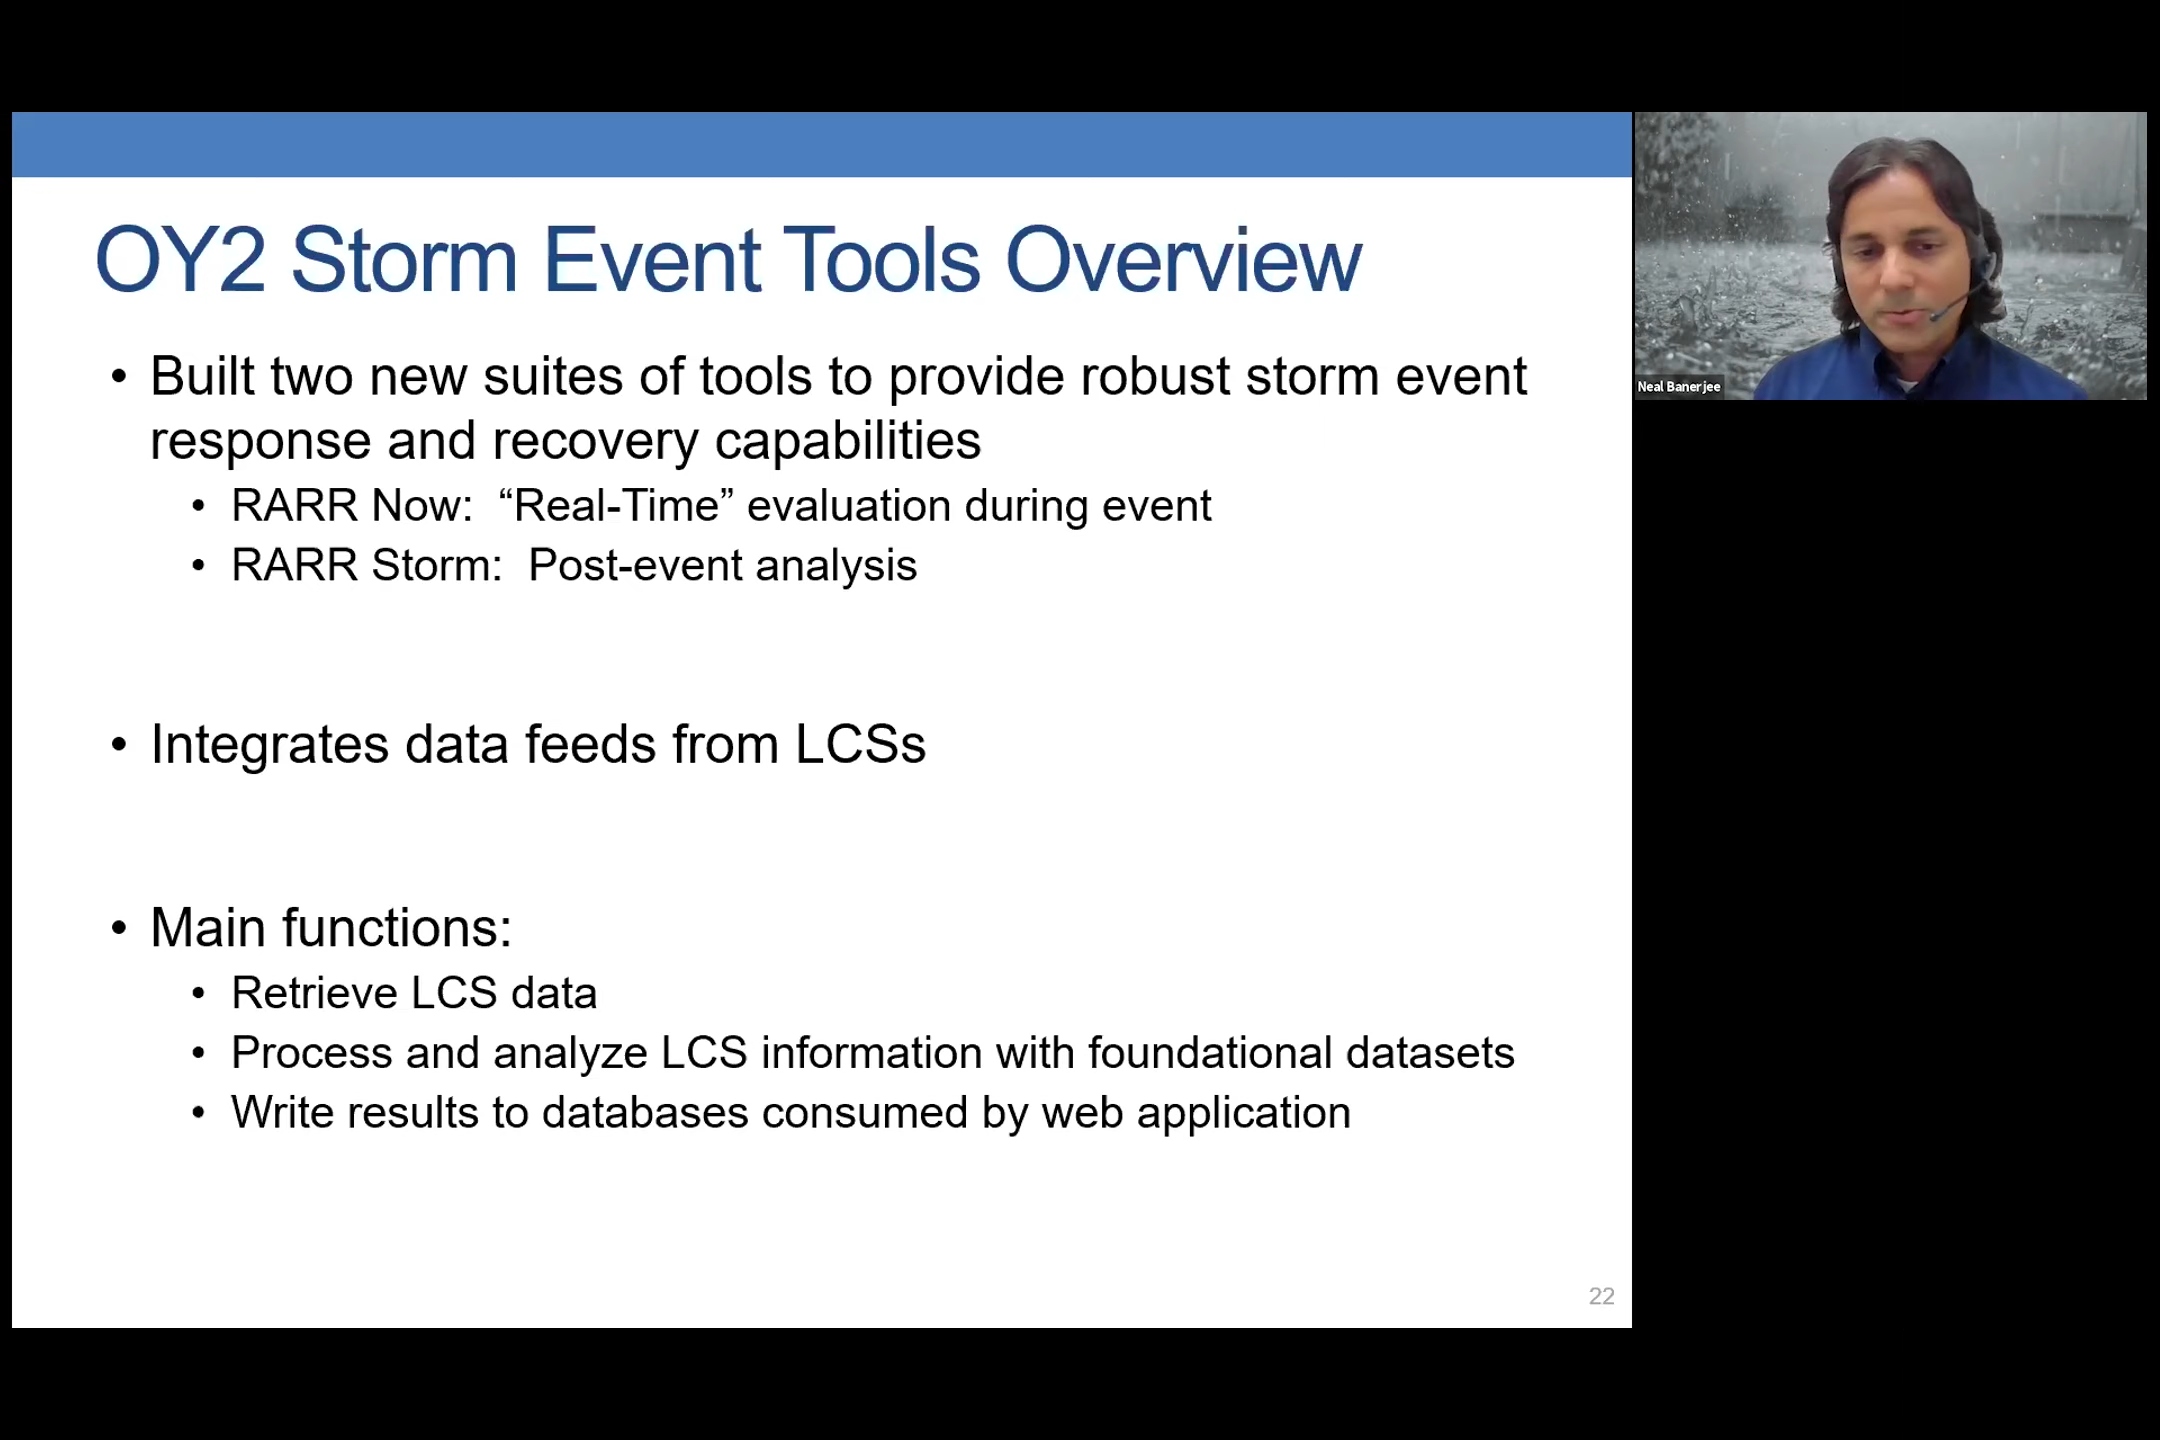 OY2 Storm Event Tools Overview
• Built two new suites of tools to provide robust storm event
response and recovery capabilities
• RARR Now: “Real-Time” evaluation during event
• RARR Storm: Post-event analysis
• Integrates data feeds from LCSs
• Main functions:
• Retrieve LCS data
• Process and analyze LCS information with foundational datasets
• Write results to databases consumed by web application
22
Neal Banerjee